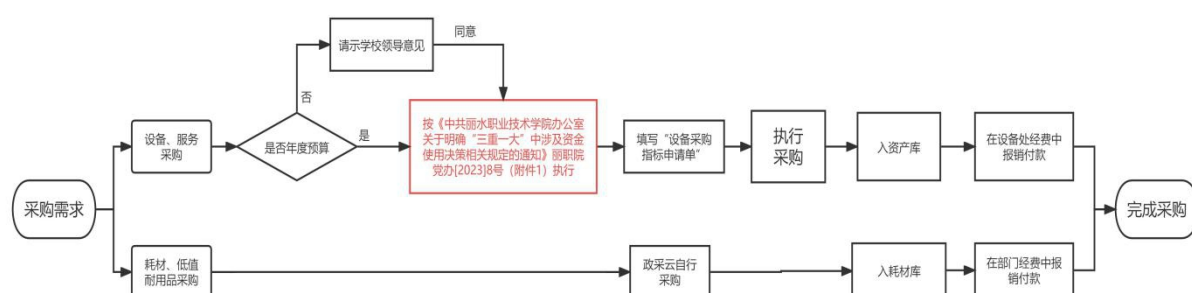 请示学校领导意见
同意
否
设备、服务
采购
是否年度预算
是
按《中共丽水职业技术学院办公室
关于明确“三重一大”中涉及资金
使用决策相关规定的通知》丽职院
党办[2023]8号（附件1）执行
填写“设备采购
指标申请单”
执行
采购
入资产库
在设备处经费中
报销付款
采购需求
完成采购
耗材、低值
耐用品采购
政采云自行
采购
入耗材库
在部门经费中报
销付款